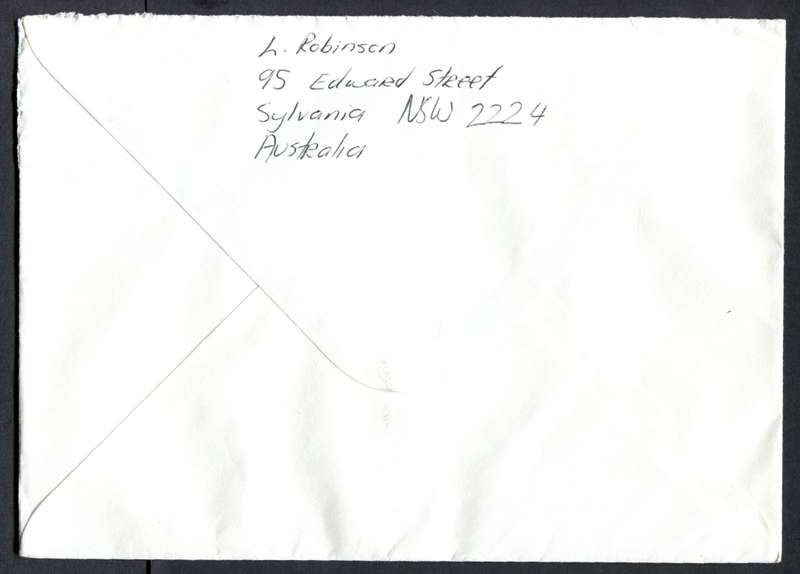 L. Robinson
95 Edward Street
Sylvania NSW 2224
Australia